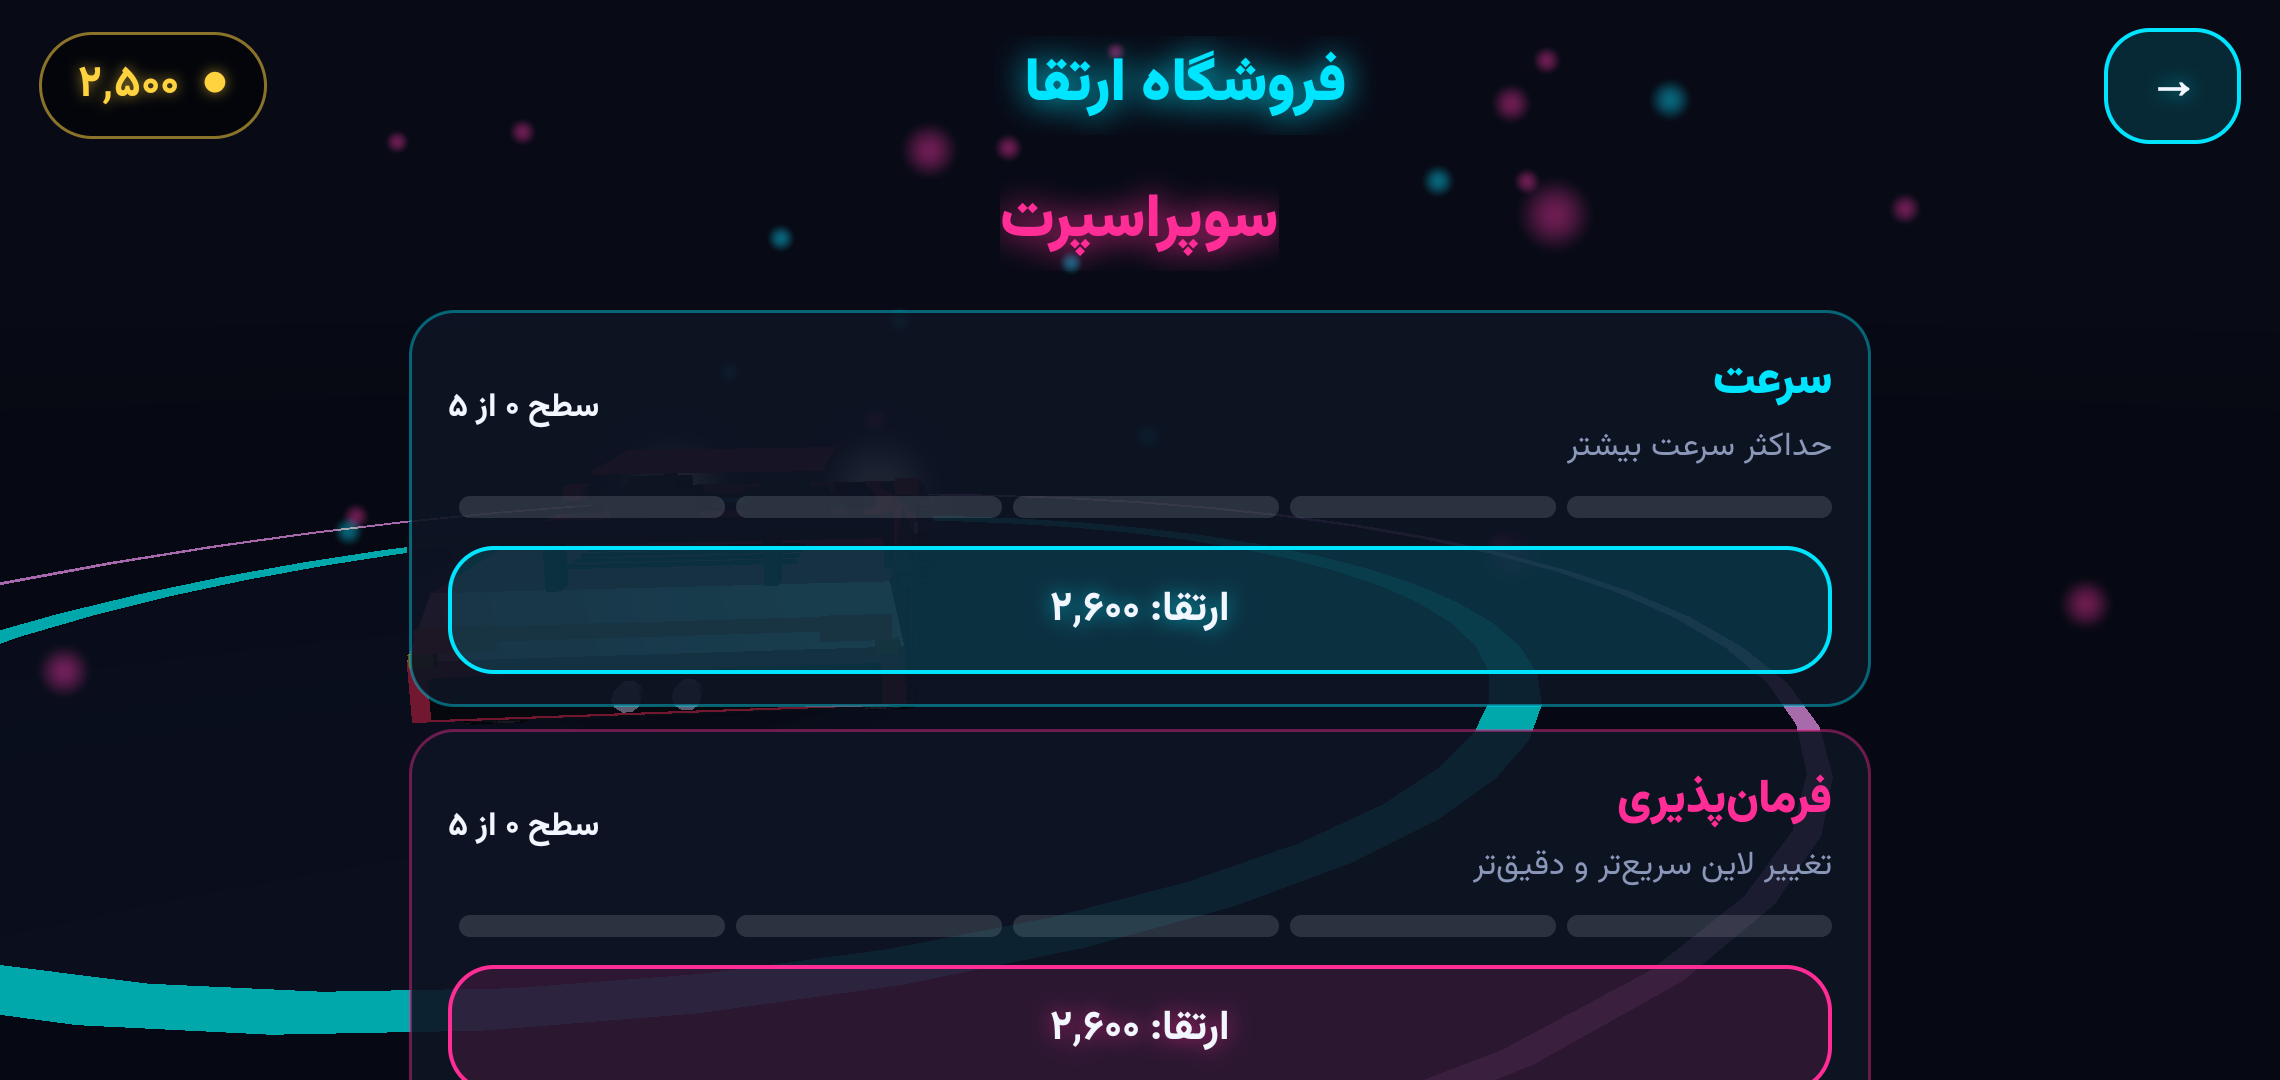 →
فروشگاه ارتقا
۲,۵۰۰
سوپراسپرت
سرعت
حداکثر سرعت بیشتر
سطح ۰ از ۵
ارتقا: ۲,۶۰۰
فرمان‌پذیری
تغییر لاین سریع‌تر و دقیق‌تر
سطح ۰ از ۵
ارتقا: ۲,۶۰۰